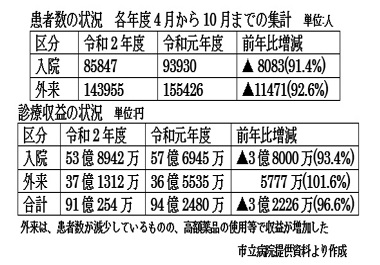 患者数の状況 各年度４月から10月までの集計 単位:人
区分 令和２年度 令和元年度 前年比増減
入院 85847 93930 ▲ 8083(91.4%)
外来 143955 155426 ▲11471(92.6%)
診療収益の状況 単位:円
区分 令和２年度 令和元年度 前年比増減
入院 53億8942万 57億6945万 ▲3億8000万(93.4%)
外来 37億1312万 36億5535万 5777万(101.6%)
合計 91億254万 94億2480万 ▲3億2226万(96.6%)
外来は、患者数が減少しているものの、高額薬品の使用等で収益が増加した
市立病院提供資料より作成